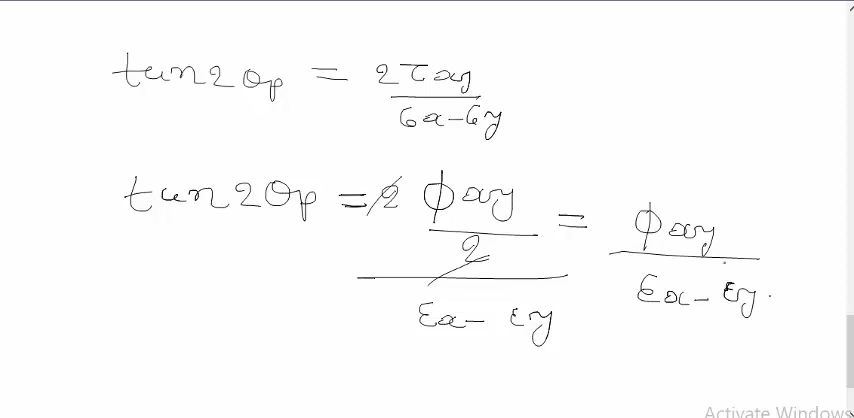 tan2θp = 2τxy / σx-σy
tan2θp = 2 ϕxy/2 / εx- εy = ϕxy / εx- εy.
Activate Windows